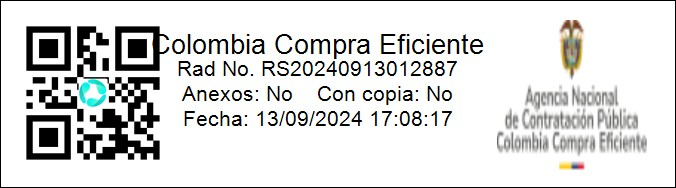 Colombia Compra Eficiente
Rad No. RS20240913012887
Anexos: No Con copia: No
Fecha: 13/09/2024 17:08:17
Agencia Nacional
de Contratación Pública
Colombia Compra Eficiente